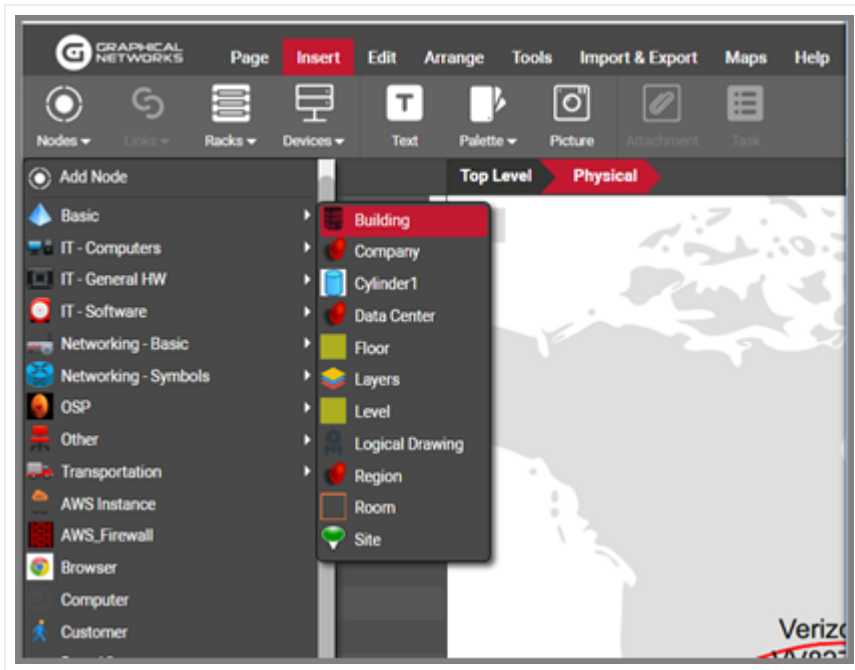 GRAPHICAL
NETWORKS
Page Insert Edit Arrange Tools Import & Export Maps Help
Nodes Links Racks Devices Text Palette Picture Attachment Task
Add Node
Top Level Physical
Basic
IT - Computers
IT - General HW
IT - Software
Networking - Basic
Networking - Symbols
OSP
Other
Transportation
AWS Instance
AWS_Firewall
Browser
Computer
Customer
Building
Company
Cylinder1
Data Center
Floor
Layers
Level
Logical Drawing
Region
Room
Site